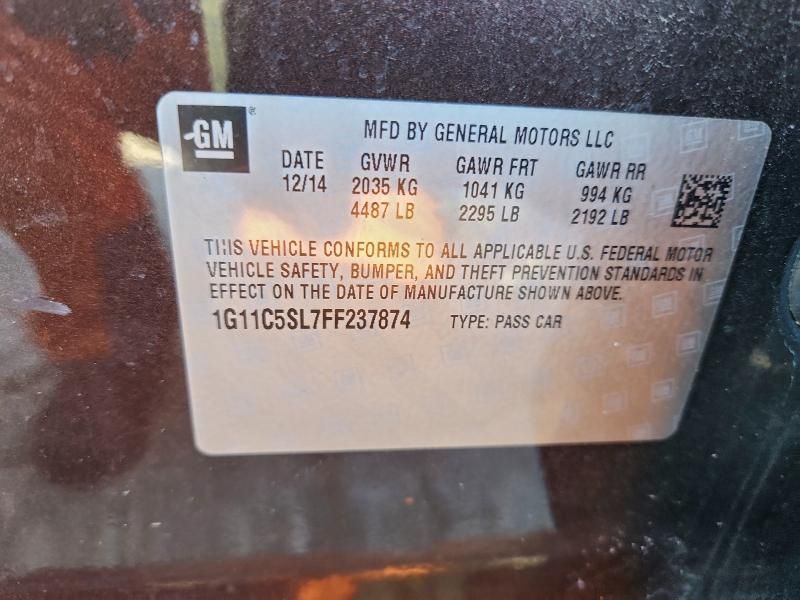 GM ®
MFD BY GENERAL MOTORS LLC
DATE GVWR GAWR FRT GAWR RR
12/14 2035 KG 1041 KG 994 KG
4487 LB 2295 LB 2192 LB
THIS VEHICLE CONFORMS TO ALL APPLICABLE U.S. FEDERAL MOTOR
VEHICLE SAFETY, BUMPER, AND THEFT PREVENTION STANDARDS IN
EFFECT ON THE DATE OF MANUFACTURE SHOWN ABOVE.
1G11C5SL7FF237874 TYPE: PASS CAR